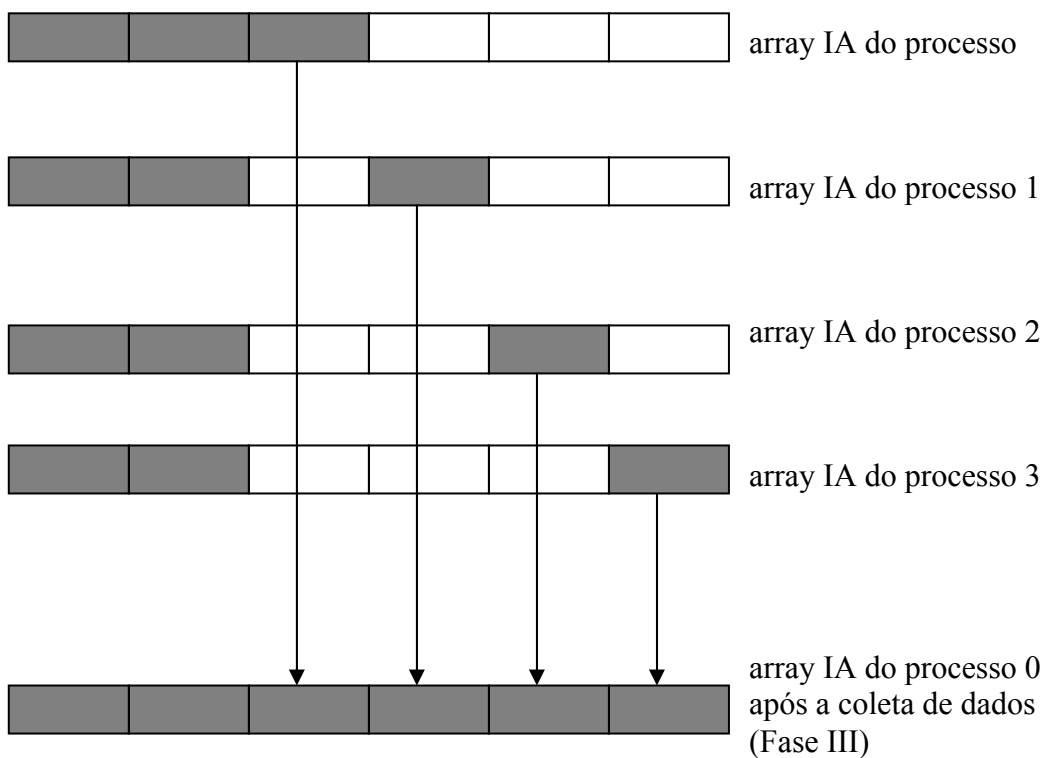 array IA do processo
array IA do processo 1
array IA do processo 2
array IA do processo 3
array IA do processo 0
após a coleta de dados
(Fase III)